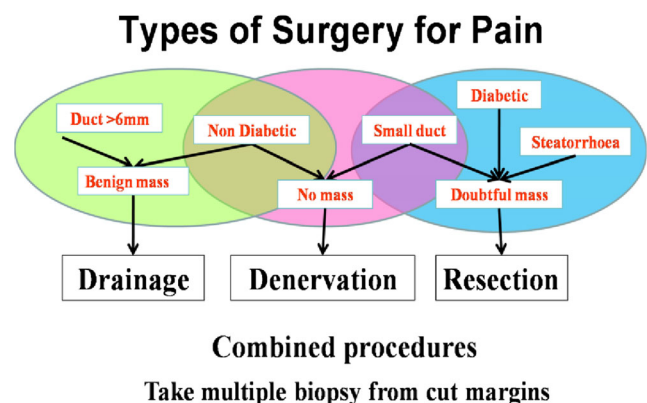 Types of Surgery for Pain
Duct >6mm
Non Diabetic
Small duct
Diabetic
Steatorrhoea
Benign mass
No mass
Doubtful mass
Drainage
Denervation
Resection
Combined procedures
Take multiple biopsy from cut margins